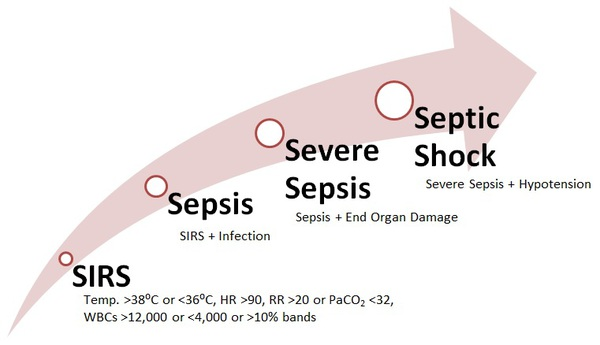 Septic
Shock
Severe Sepsis + Hypotension
Severe
Sepsis
Sepsis + End Organ Damage
Sepsis
SIRS + Infection
SIRS
Temp. >38⁰C or <36⁰C, HR >90, RR >20 or PaCO₂ <32,
WBCs >12,000 or <4,000 or >10% bands